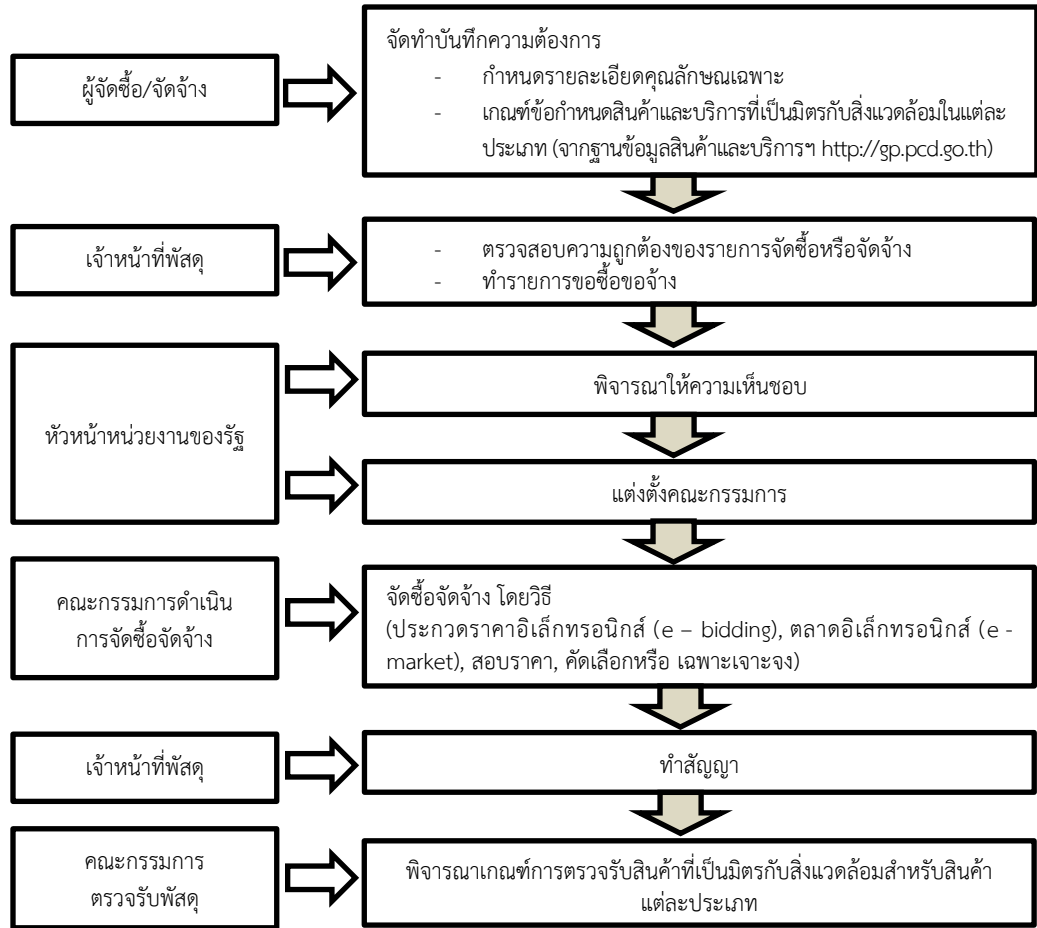 ผู้จัดซื้อ/จัดจ้าง
จัดทำบันทึกความต้องการ
- กำหนดรายละเอียดคุณลักษณเฉพาะ
- เกณฑ์ข้อกำหนดสินค้าและบริการที่เป็นมิตรกับสิ่งแวดล้อมในแต่ละ
ประเภท (จากฐานข้อมูลสินค้าและบริการฯ http://gp.pcd.go.th)
เจ้าหน้าที่พัสดุ
- ตรวจสอบความถูกต้องของรายการจัดซื้อหรือจัดจ้าง
- ทำรายการขอซื้อขอจ้าง
หัวหน้าหน่วยงานของรัฐ
พิจารณาให้ความเห็นชอบ
แต่งตั้งคณะกรรมการ
คณะกรรมการดำเนิน
การจัดซื้อจัดจ้าง
จัดซื้อจัดจ้าง โดยวิธี
(ประกวดราคาอิเล็กทรอนิกส์ (e – bidding), ตลาดอิเล็กทรอนิกส์ (e -
market), สอบราคา, คัดเลือกหรือ เฉพาะเจาะจง)
เจ้าหน้าที่พัสดุ
ทำสัญญา
คณะกรรมการ
ตรวจรับพัสดุ
พิจารณาเกณฑ์การตรวจรับสินค้าที่เป็นมิตรกับสิ่งแวดล้อมสำหรับสินค้า
แต่ละประเภท